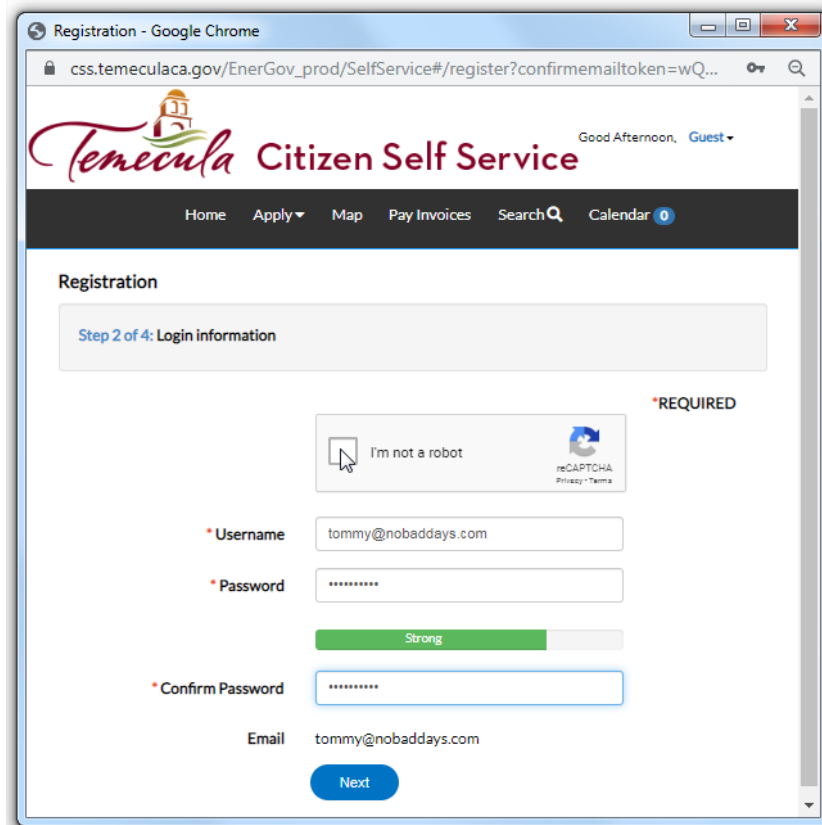 Registration - Google Chrome
css.temeculaca.gov/EnerGov_prod/SelfService#/register?confirmemailtoken=wQ...
Temecula Citizen Self Service
Good Afternoon, Guest
Home Apply Map Pay Invoices Search Calendar 0
Registration
Step 2 of 4: Login information
*REQUIRED
I'm not a robot
reCAPTCHA
Privacy - Terms
* Username tommy@nobaddays.com
* Password ••••••••••
Strong
* Confirm Password ••••••••••
Email tommy@nobaddays.com
Next